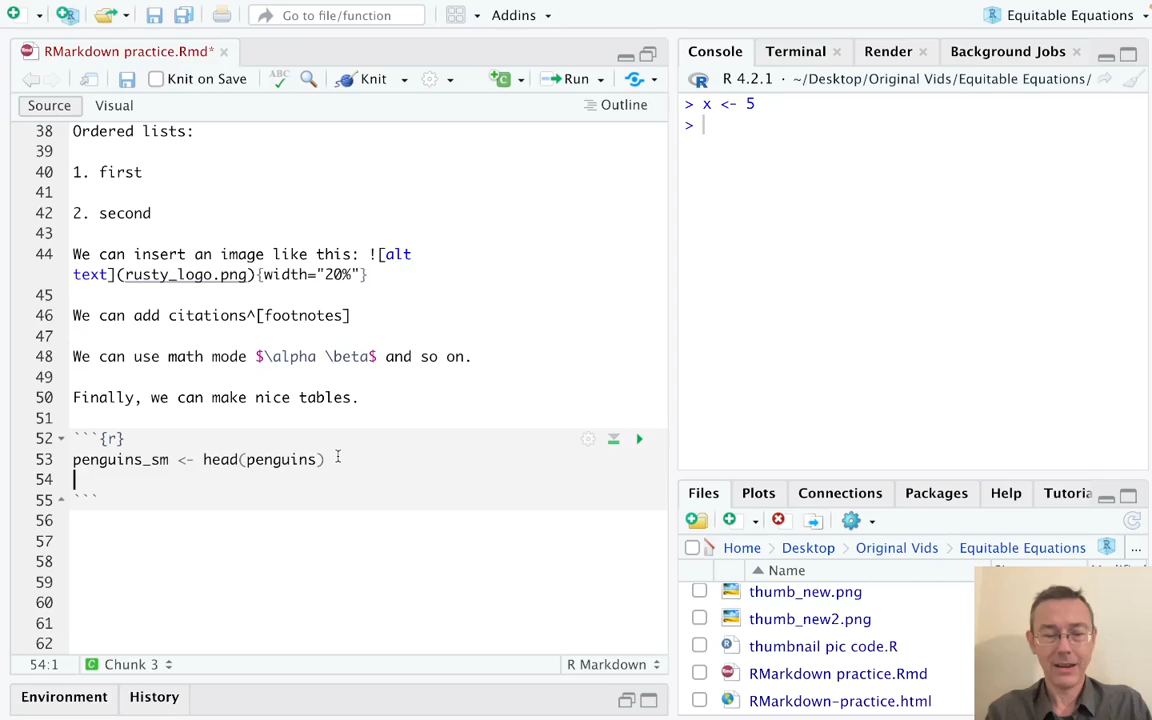 Go to file/function
Addins
Equitable Equations
RMarkdown practice.Rmd*
Knit on Save
ABC
Knit
Run
Source
Visual
Outline
38 Ordered lists:
39
40 1. first
41
42 2. second
43
44 We can insert an image like this: ![alt
text](rusty_logo.png){width="20%"}
45
46 We can add citations^[footnotes]
47
48 We can use math mode $\alpha \beta$ and so on.
49
50 Finally, we can make nice tables.
51
52 ```{r}
53 penguins_sm <- head(penguins)
54
55 ```
56
57
58
59
60
61
62
54:1
Chunk 3
R Markdown
Environment
History
Console
Terminal
Render
Background Jobs
R 4.2.1 · ~/Desktop/Original Vids/Equitable Equations/
> x <- 5
>
Files
Plots
Connections
Packages
Help
Tutoria
Home
Desktop
Original Vids
Equitable Equations
...
Name
thumb_new.png
thumb_new2.png
thumbnail pic code.R
RMarkdown practice.Rmd
RMarkdown-practice.html